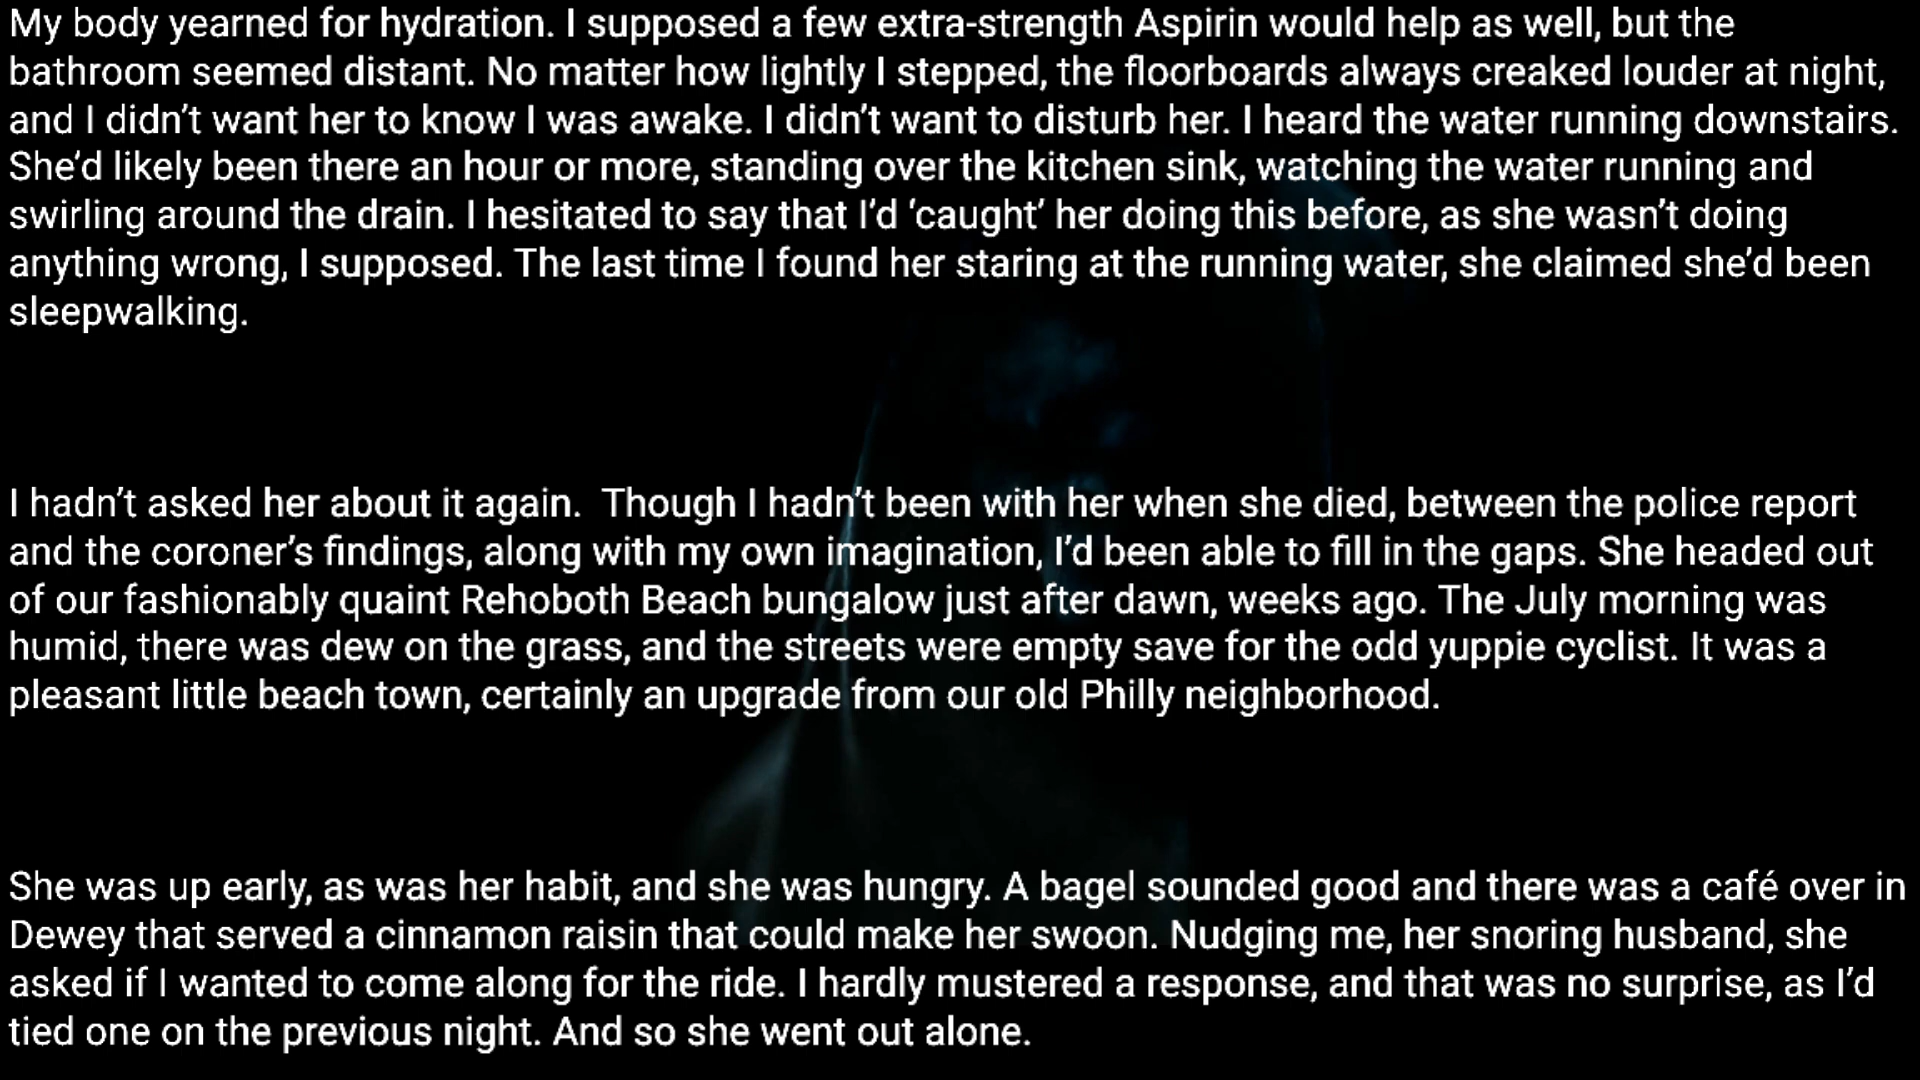 My body yearned for hydration. I supposed a few extra-strength Aspirin would help as well, but the
bathroom seemed distant. No matter how lightly I stepped, the floorboards always creaked louder at night,
and I didn’t want her to know I was awake. I didn’t want to disturb her. I heard the water running downstairs.
She’d likely been there an hour or more, standing over the kitchen sink, watching the water running and
swirling around the drain. I hesitated to say that I’d ‘caught’ her doing this before, as she wasn’t doing
anything wrong, I supposed. The last time I found her staring at the running water, she claimed she’d been
sleepwalking.
I hadn’t asked her about it again.  Though I hadn’t been with her when she died, between the police report
and the coroner’s findings, along with my own imagination, I’d been able to fill in the gaps. She headed out
of our fashionably quaint Rehoboth Beach bungalow just after dawn, weeks ago. The July morning was
humid, there was dew on the grass, and the streets were empty save for the odd yuppie cyclist. It was a
pleasant little beach town, certainly an upgrade from our old Philly neighborhood.
She was up early, as was her habit, and she was hungry. A bagel sounded good and there was a café over in
Dewey that served a cinnamon raisin that could make her swoon. Nudging me, her snoring husband, she
asked if I wanted to come along for the ride. I hardly mustered a response, and that was no surprise, as I’d
tied one on the previous night. And so she went out alone.